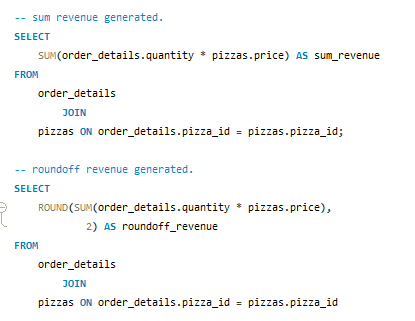 -- sum revenue generated.
SELECT
SUM(order_details.quantity * pizzas.price) AS sum_revenue
FROM
order_details
JOIN
pizzas ON order_details.pizza_id = pizzas.pizza_id;
-- roundoff revenue generated.
SELECT
ROUND(SUM(order_details.quantity * pizzas.price),
2) AS roundoff_revenue
FROM
order_details
JOIN
pizzas ON order_details.pizza_id = pizzas.pizza_id